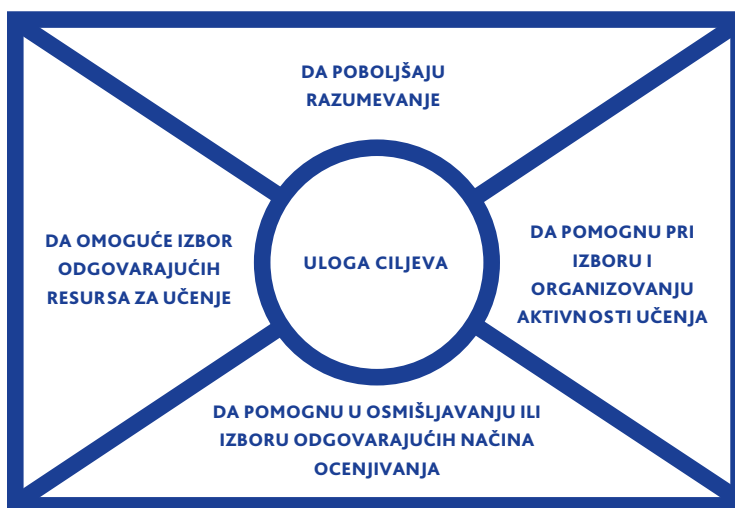 DA POBOLJŠAJU
RAZUMEVANJE
DA OMOGUĆE IZBOR
ODGOVARAJUĆIH
RESURSA ZA UČENJE
ULOGA CILJEVA
DA POMOGNU PRI
IZBORU I
ORGANIZOVANJU
AKTIVNOSTI UČENJA
DA POMOGNU U OSMIŠLJAVANJU ILI
IZBORU ODGOVARAJUĆIH NAČINA
OCENJIVANJA